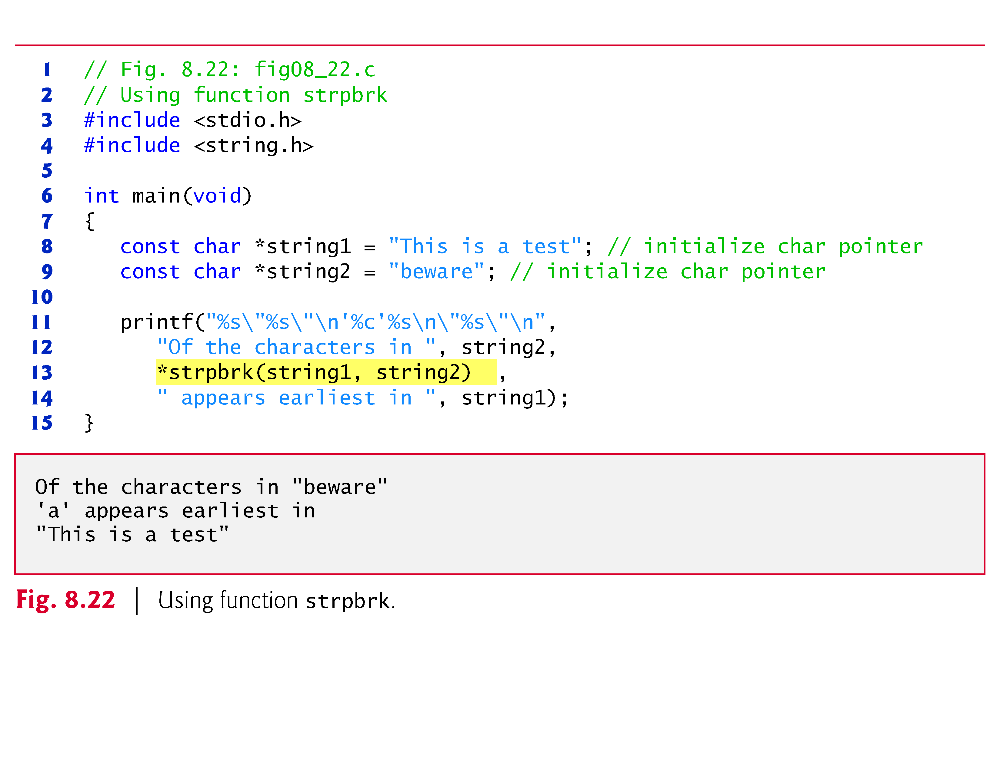 1 // Fig. 8.22: fig08_22.c
2 // Using function strpbrk
3 #include <stdio.h>
4 #include <string.h>
5
6 int main(void)
7 {
8    const char *string1 = "This is a test"; // initialize char pointer
9    const char *string2 = "beware"; // initialize char pointer
10
11    printf("%s\"%s\"\n'%c'%s\n\"%s\"\n",
12       "Of the characters in ", string2,
13       *strpbrk(string1, string2)  ,
14       " appears earliest in ", string1);
15 }
Of the characters in "beware"
'a' appears earliest in
"This is a test"
Fig. 8.22 | Using function strpbrk.